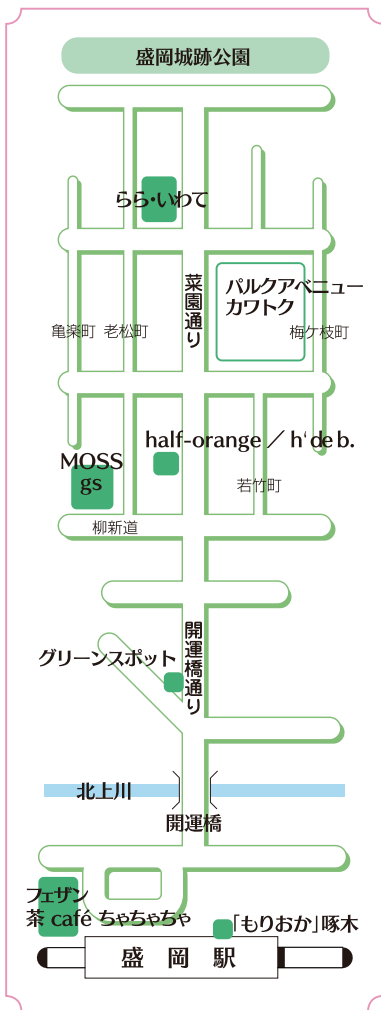 盛岡城跡公園
らら・いわて
菜園通り
パルクアベニュー
カワトク
亀楽町
老松町
梅ケ枝町
half-orange／h'deb.
MOSS
gs
若竹町
柳新道
開運橋通り
グリーンスポット
北上川
開運橋
フェザン
茶 café ちゃちゃちゃ
「もりおか」啄木
盛岡駅